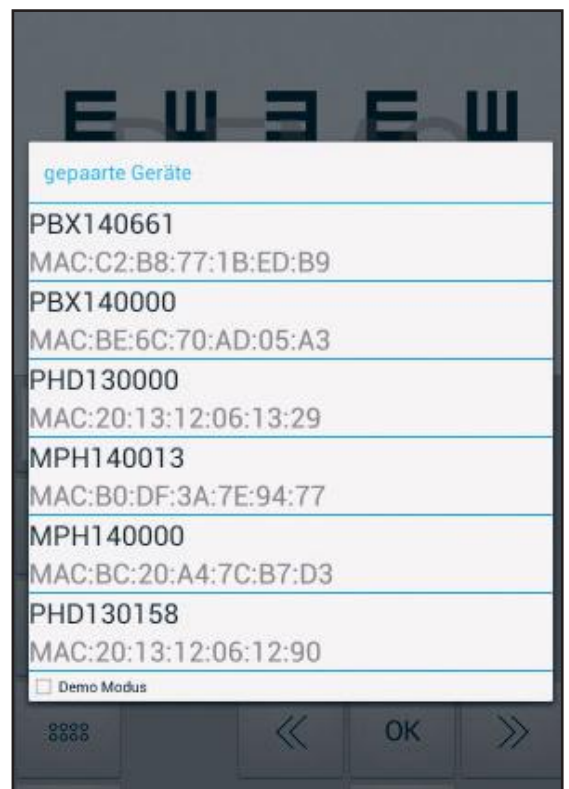 gepaarte Geräte
PBX140661
MAC:C2:B8:77:1B:ED:B9
PBX140000
MAC:BE:6C:70:AD:05:A3
PHD130000
MAC:20:13:12:06:13:29
MPH140013
MAC:B0:DF:3A:7E:94:77
MPH140000
MAC:BC:20:A4:7C:B7:D3
PHD130158
MAC:20:13:12:06:12:90
Demo Modus
OK